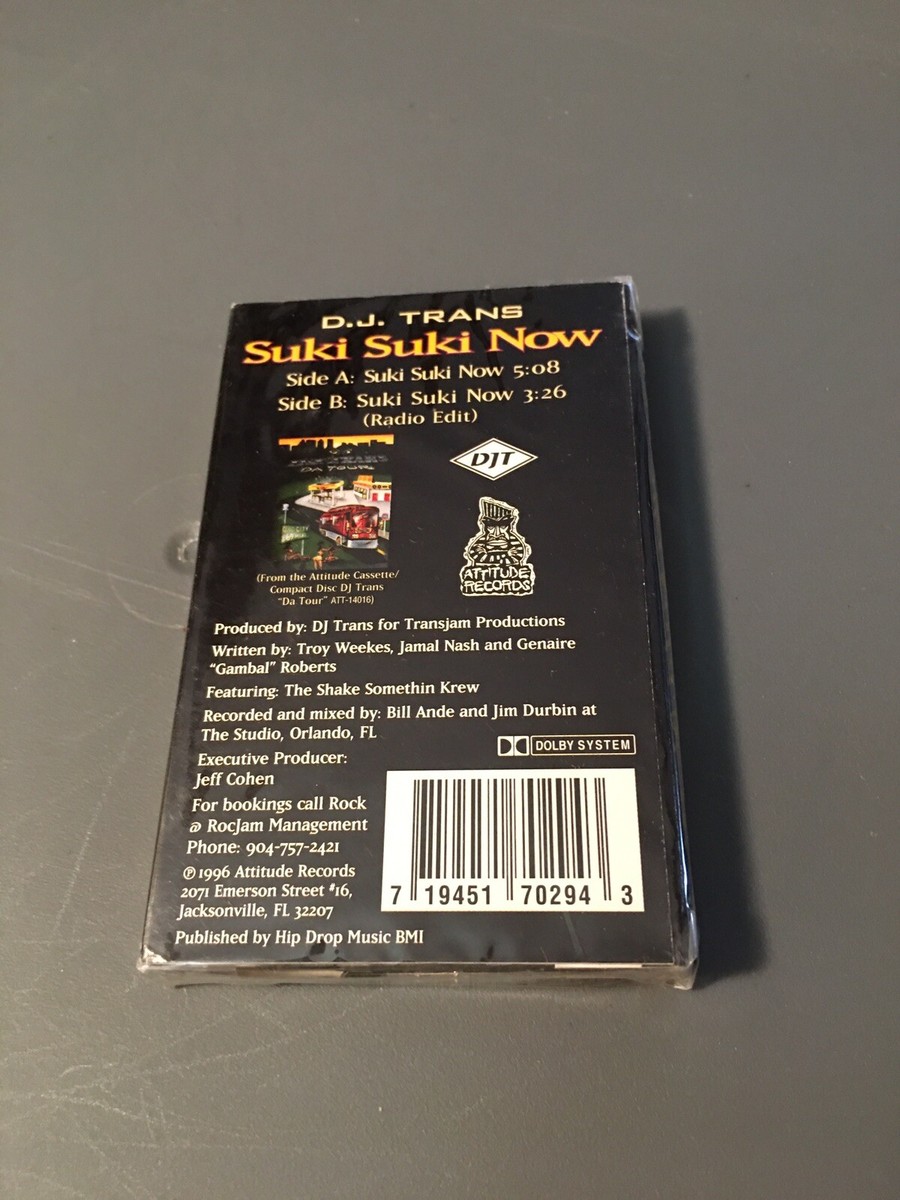 D.J. TRANS
Suki Suki Now
Side A: Suki Suki Now 5:08
Side B: Suki Suki Now 3:26
(Radio Edit)
DA TOUR
DJT
ATTITUDE
RECORDS
(From the Attitude Cassette/
Compact Disc DJ Trans
"Da Tour" ATT-14016)
Produced by: DJ Trans for Transjam Productions
Written by: Troy Weekes, Jamal Nash and Genaire
"Gambal" Roberts
Featuring: The Shake Somethin Krew
Recorded and mixed by: Bill Ande and Jim Durbin at
The Studio, Orlando, FL
DOLBY SYSTEM
Executive Producer:
Jeff Cohen
For bookings call Rock
@ RocJam Management
Phone: 904-757-2421
℗ 1996 Attitude Records
2071 Emerson Street #16,
Jacksonville, FL 32207
Published by Hip Drop Music BMI
7 19451 70294 3